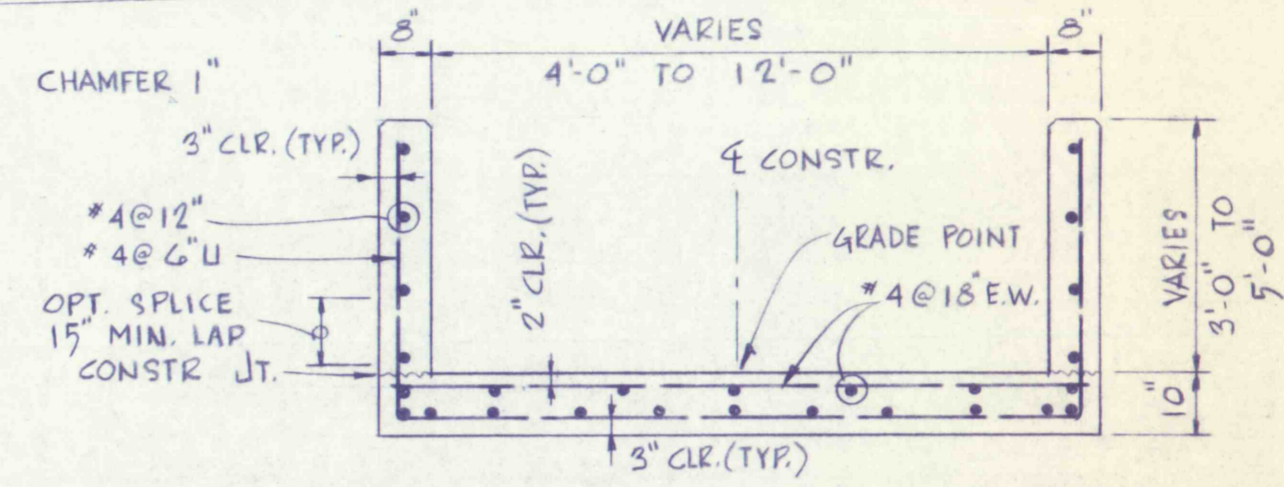 8"
VARIES
8"
4'-0" TO 12'-0"
CHAMFER 1"
3" CLR. (TYP.)
#4@12"
#4@6"U
OPT. SPLICE
15" MIN. LAP
CONSTR JT.
2" CLR. (TYP.)
℄ CONSTR.
GRADE POINT
#4@18" E.W.
3" CLR. (TYP.)
VARIES
3'-0" TO
5'-0"
10"